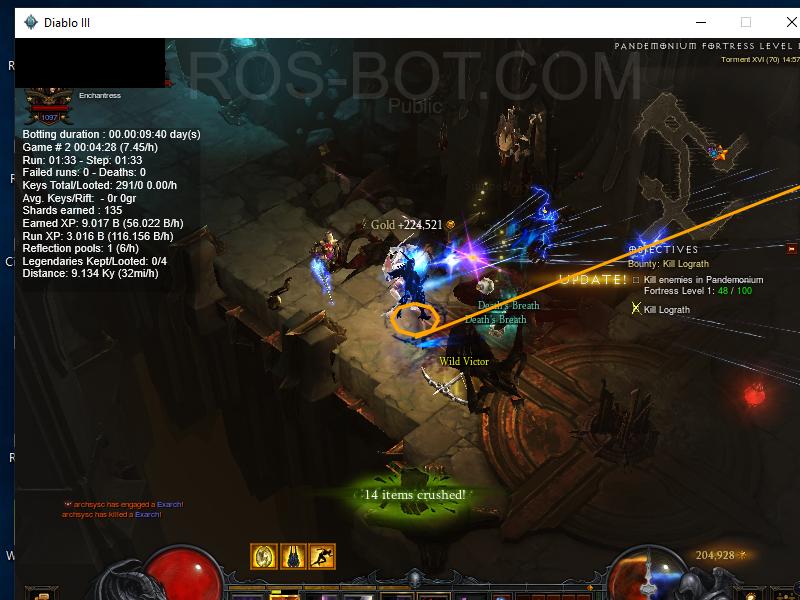 Diablo III
PANDEMONIUM FORTRESS LEVEL 1
Torment XVI (70) 14:57
ROS-BOT.COM
Public
Enchantress
1097
Botting duration : 00.00:09:40 day(s)
Game # 2 00:04:28 (7.45/h)
Run: 01:33 - Step: 01:33
Failed runs: 0 - Deaths: 0
Keys Total/Looted: 291/0 0.00/h
Avg. Keys/Rift: - 0r 0gr
Shards earned : 135
Earned XP: 9.017 B (56.022 B/h)
Run XP: 3.016 B (116.156 B/h)
Reflection pools: 1 (6/h)
Legendaries Kept/Looted: 0/4
Distance: 9.134 Ky (32mi/h)
Gold +224,521
OBJECTIVES
Bounty: Kill Lograth
UPDATE!
Kill enemies in Pandemonium
Fortress Level 1: 48 / 100
Kill Lograth
Death's Breath
Death's Breath
Wild Victor
14 items crushed!
archsysc has engaged a Exarch!
archsysc has killed a Exarch!
204,928